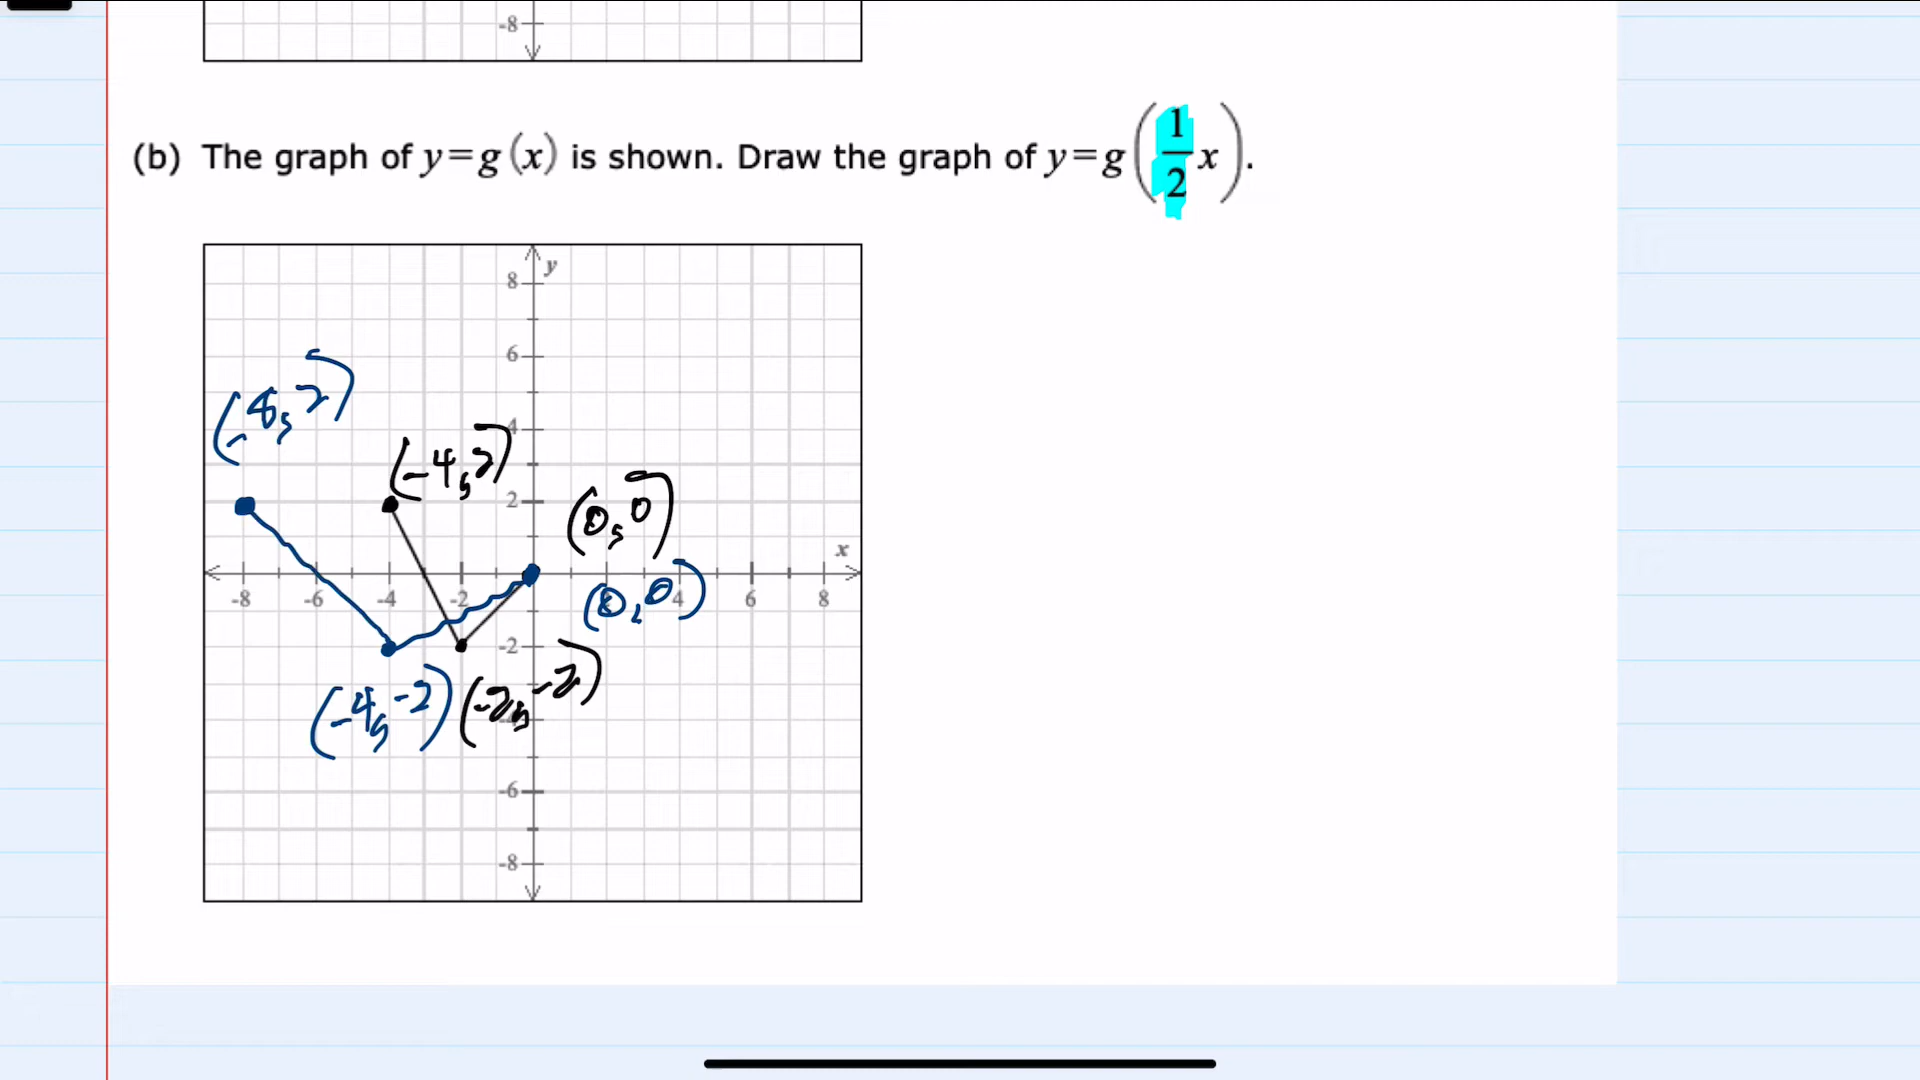 -8
(b) The graph of y=g(x) is shown. Draw the graph of y=g(1/2 x).
y
8
6
(-8, 2)
4
(-4, 2)
2
(0, 0)
x
-8 -6 -4 -2 4 6 8
(0, 0)
-2
(-4, -2) (-2, -2)
-6
-8